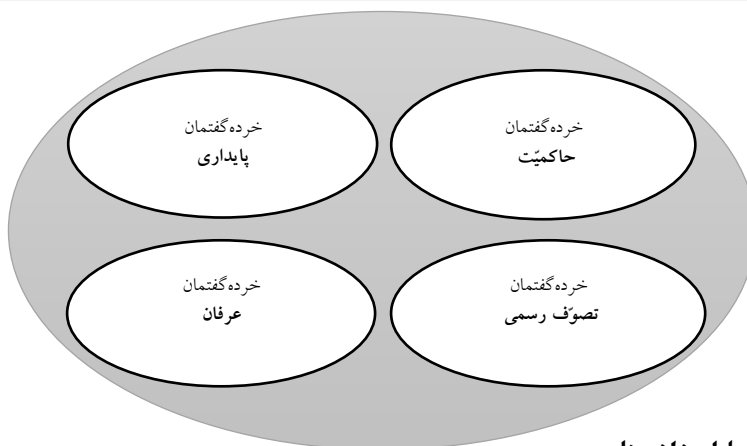 خرده‌گفتمان
حاکمیّت
خرده‌گفتمان
پایداری
خرده‌گفتمان
تصوّف رسمی
خرده‌گفتمان
عرفان